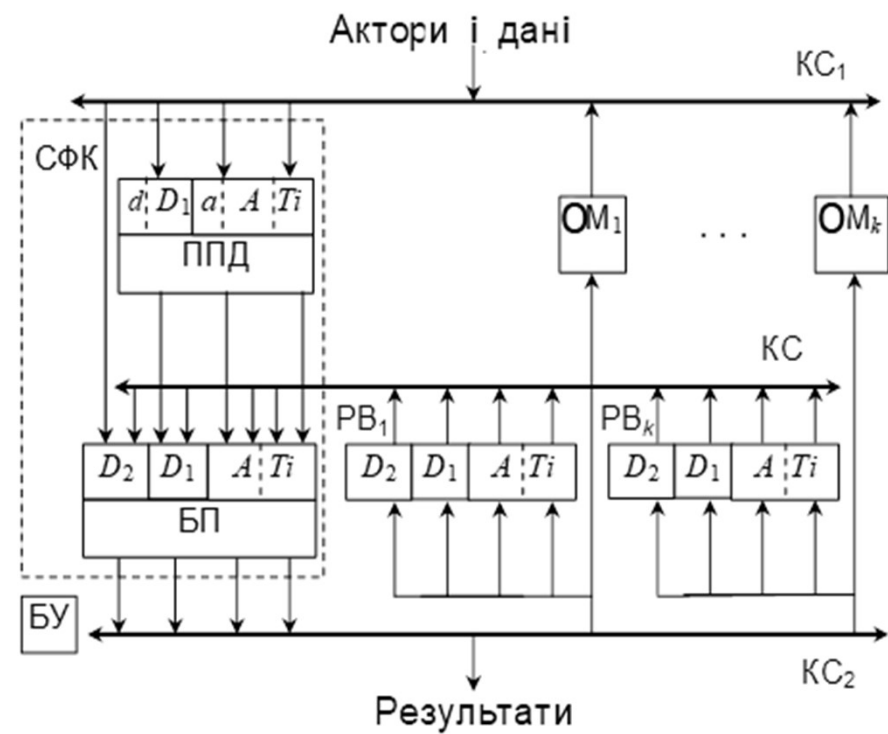 Актори і дані
КС₁
СФК
d D₁ a A Ti
ППД
ОМ₁ . . . ОМₖ
КС
РВ₁ РВₖ
D₂ D₁ A Ti
БП
D₂ D₁ A Ti
D₂ D₁ A Ti
БУ
КС₂
Результати